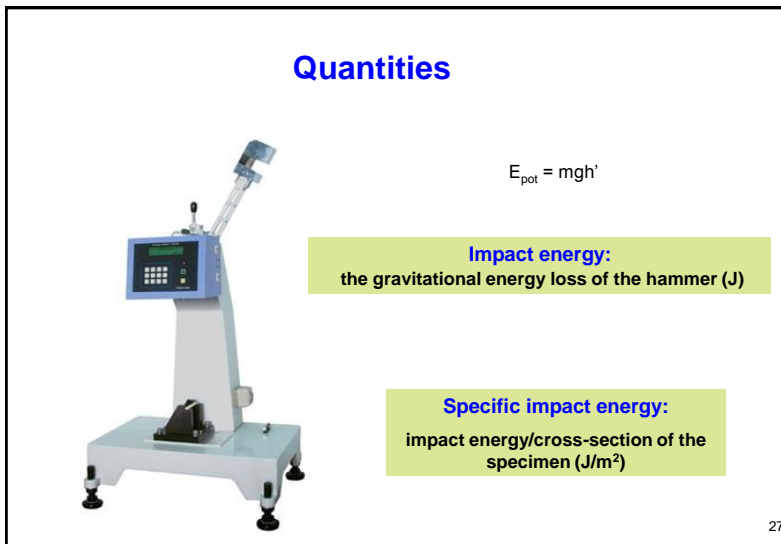 Quantities
E_pot = mgh’
Impact energy:
the gravitational energy loss of the hammer (J)
Specific impact energy:
impact energy/cross-section of the
specimen (J/m²)
27